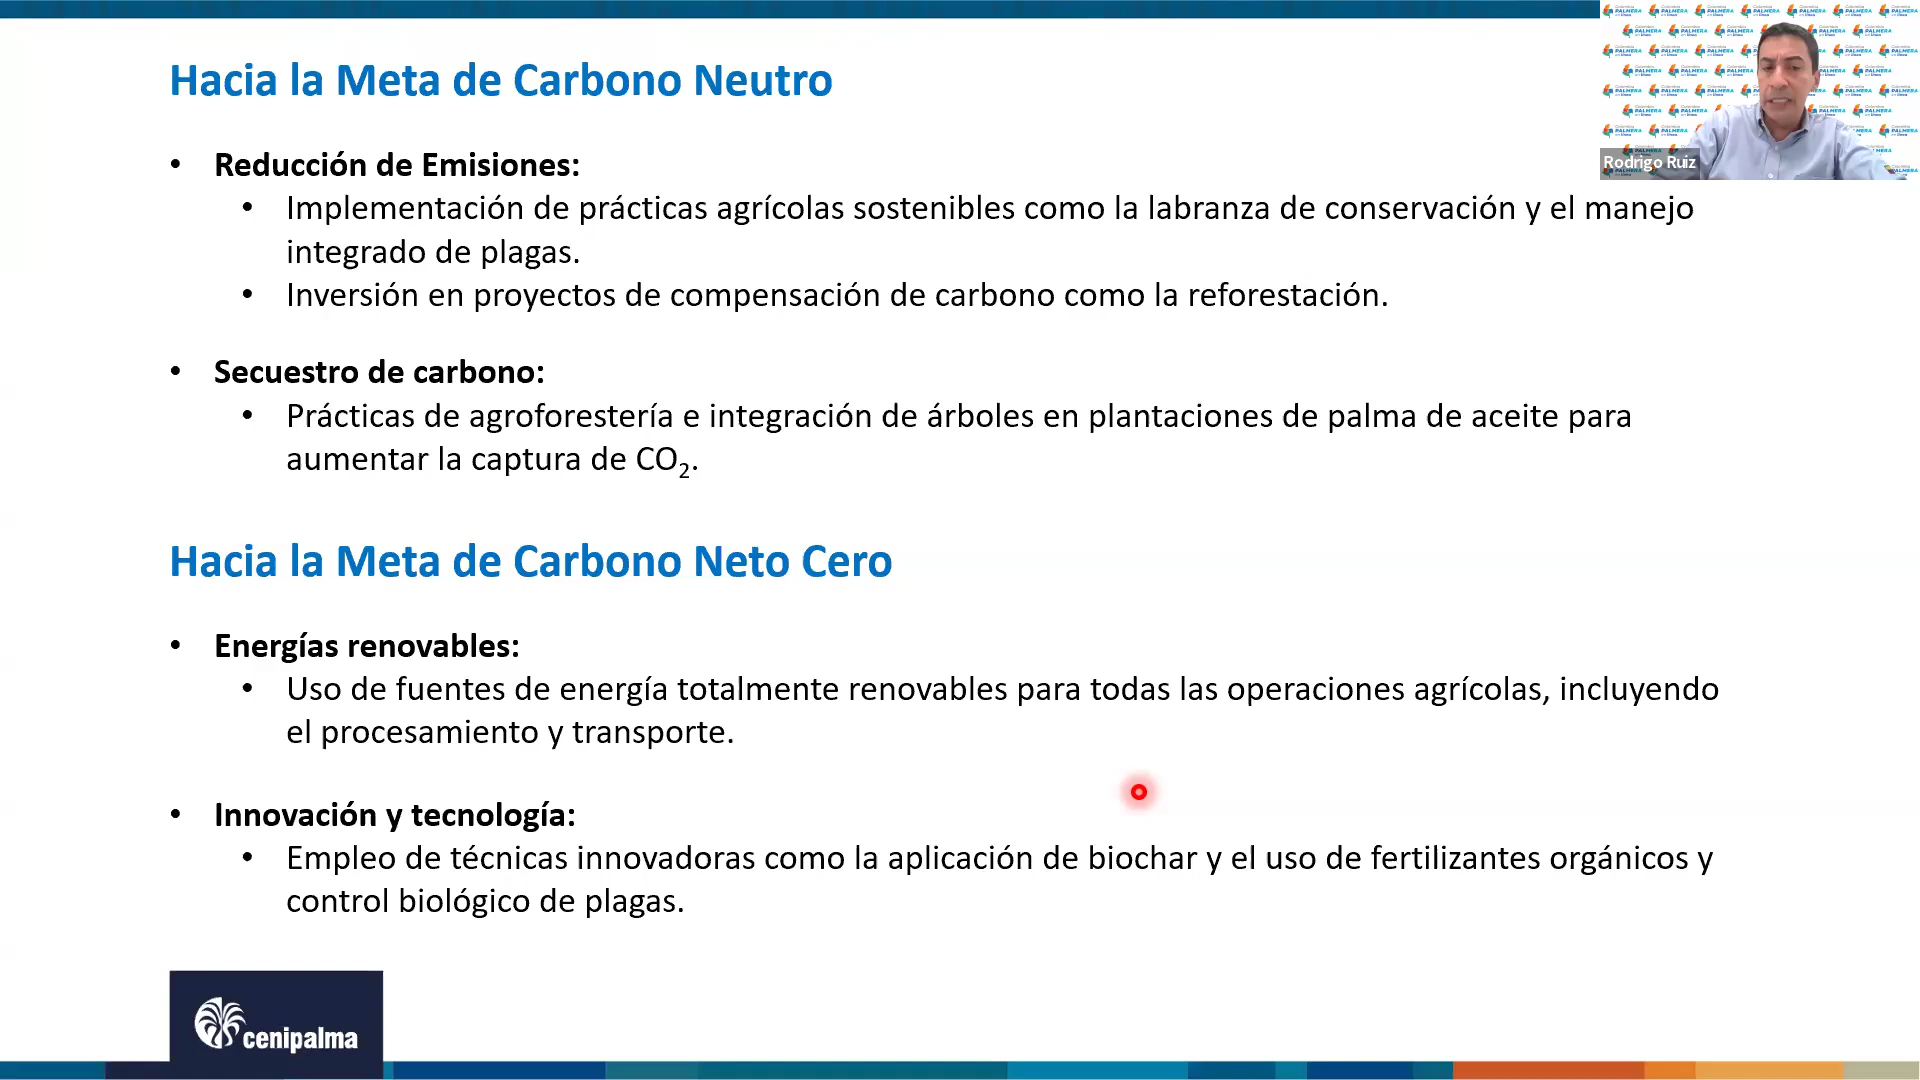 Hacia la Meta de Carbono Neutro
• Reducción de Emisiones:
• Implementación de prácticas agrícolas sostenibles como la labranza de conservación y el manejo
integrado de plagas.
• Inversión en proyectos de compensación de carbono como la reforestación.
• Secuestro de carbono:
• Prácticas de agroforestería e integración de árboles en plantaciones de palma de aceite para
aumentar la captura de CO₂.
Hacia la Meta de Carbono Neto Cero
• Energías renovables:
• Uso de fuentes de energía totalmente renovables para todas las operaciones agrícolas, incluyendo
el procesamiento y transporte.
• Innovación y tecnología:
• Empleo de técnicas innovadoras como la aplicación de biochar y el uso de fertilizantes orgánicos y
control biológico de plagas.
cenipalma
Rodrigo Ruiz
Colombia
PALMERA
en línea